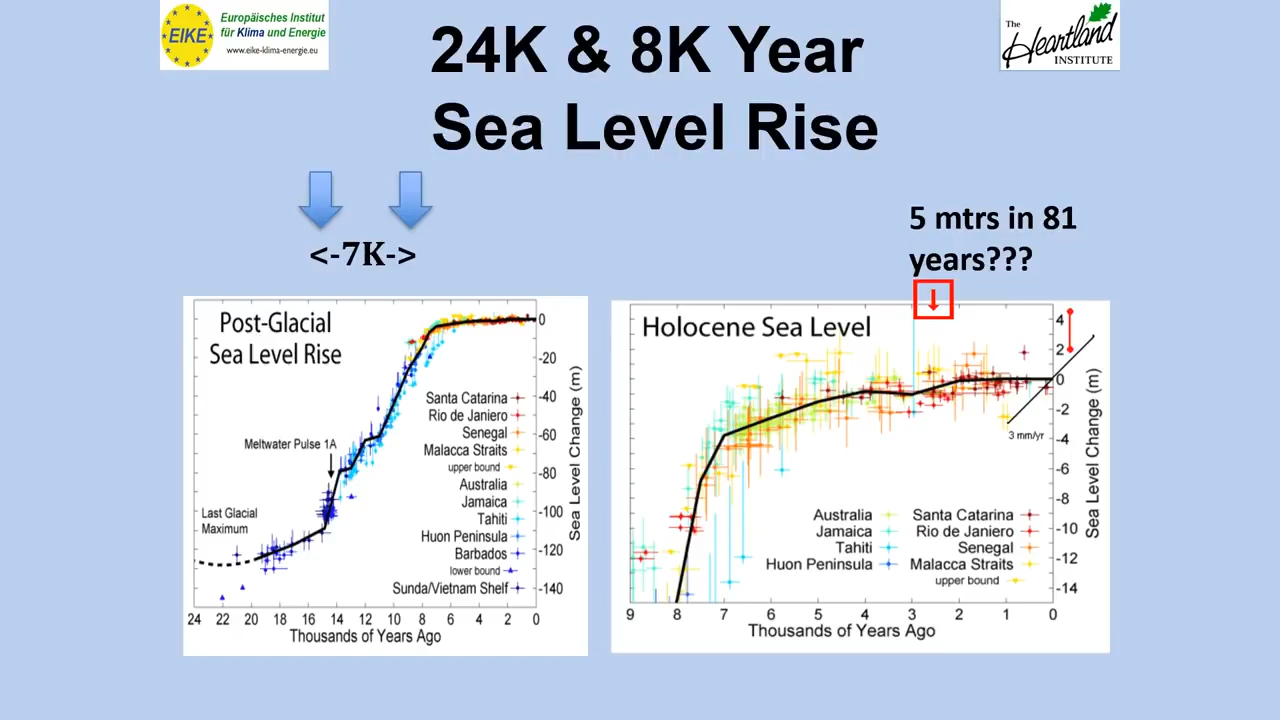 EIKE
Europäisches Institut
für Klima und Energie
www.eike-klima-energie.eu
24K & 8K Year
Sea Level Rise
The
Heartland
INSTITUTE
<-7K->
5 mtrs in 81
years???
Post-Glacial
Sea Level Rise
Meltwater Pulse 1A
Last Glacial
Maximum
Santa Catarina
Rio de Janiero
Senegal
Malacca Straits
upper bound
Australia
Jamaica
Tahiti
Huon Peninsula
Barbados
lower bound
Sunda/Vietnam Shelf
0
-20
-40
-60
-80
-100
-120
-140
Sea Level Change (m)
24 22 20 18 16 14 12 10 8 6 4 2 0
Thousands of Years Ago
Holocene Sea Level
3 mm/yr
Australia
Jamaica
Tahiti
Huon Peninsula
Santa Catarina
Rio de Janiero
Senegal
Malacca Straits
upper bound
4
2
0
-2
-4
-6
-8
-10
-12
-14
Sea Level Change (m)
9 8 7 6 5 4 3 2 1 0
Thousands of Years Ago